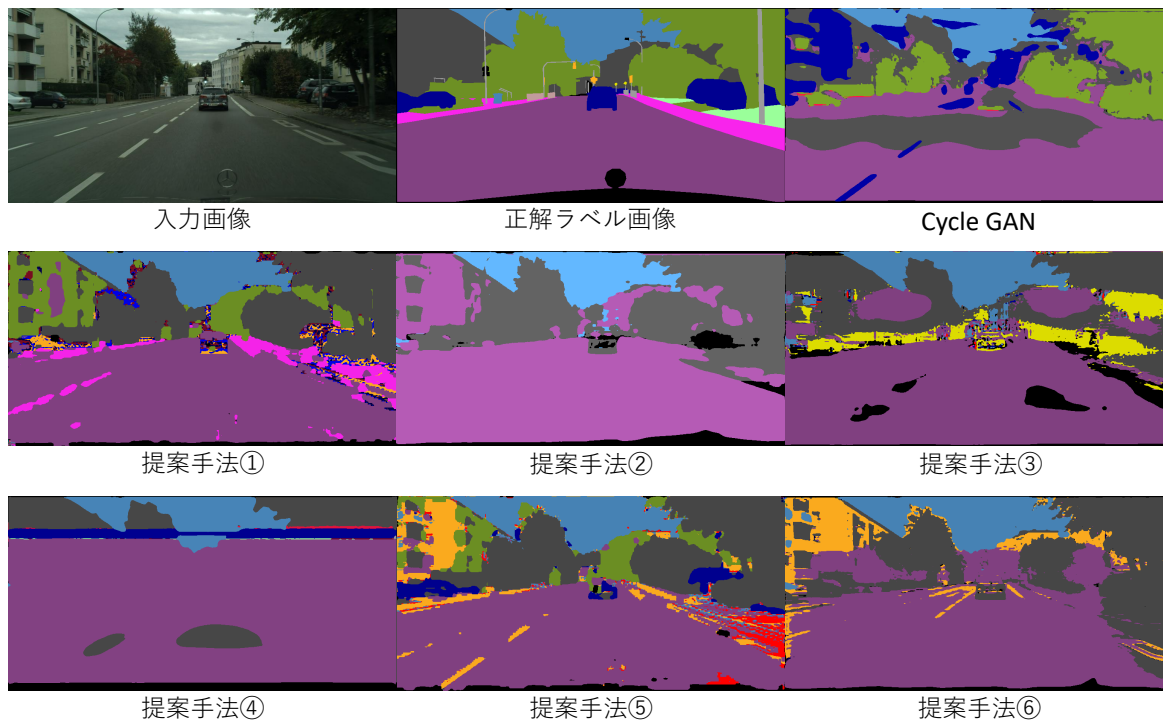 入力画像
正解ラベル画像
Cycle GAN
提案手法①
提案手法②
提案手法③
提案手法④
提案手法⑤
提案手法⑥